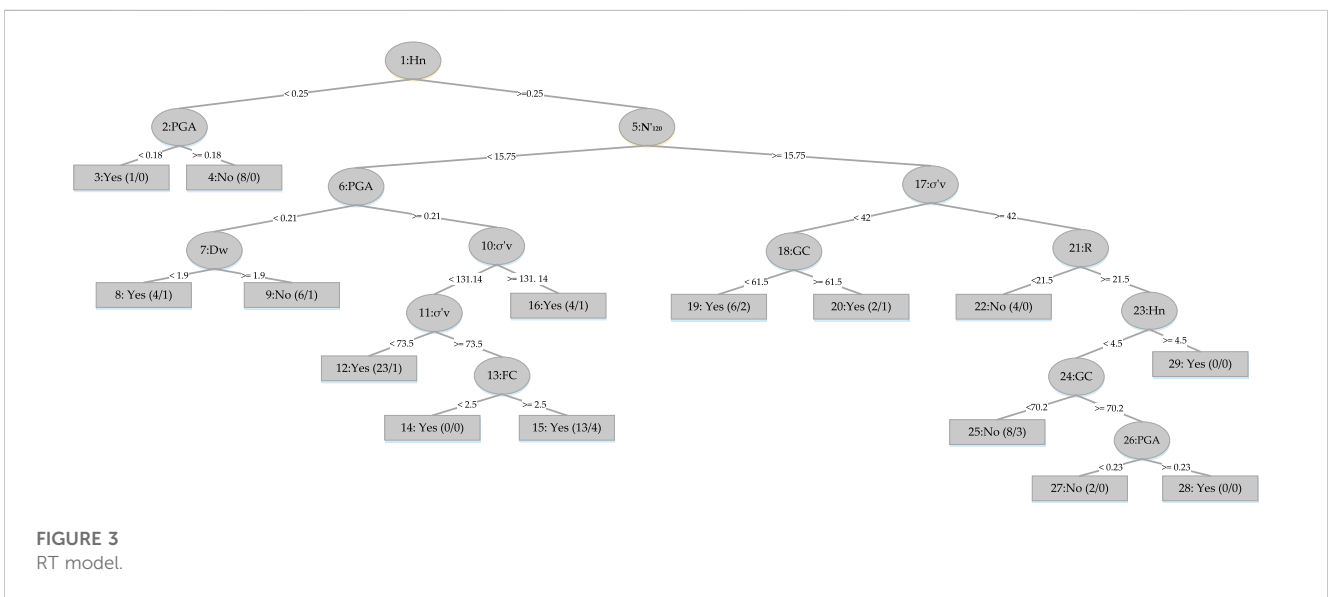 1:Hn
< 0.25
>=0.25
2:PGA
5:N'120
< 0.18
>= 0.18
< 15.75
>= 15.75
3:Yes (1/0)
4:No (8/0)
6:PGA
17:σ'v
< 0.21
>= 0.21
< 42
>= 42
7:Dw
10:σ'v
18:GC
21:R
< 1.9
>= 1.9
< 131.14
>= 131. 14
< 61.5
>= 61.5
<21.5
>= 21.5
8: Yes (4/1)
9:No (6/1)
16:Yes (4/1)
19: Yes (6/2)
20:Yes (2/1)
22:No (4/0)
11:σ'v
23:Hn
< 73.5
>= 73.5
< 4.5
>= 4.5
12:Yes (23/1)
13:FC
24:GC
29: Yes (0/0)
< 2.5
>= 2.5
<70.2
>= 70.2
14: Yes (0/0)
15: Yes (13/4)
25:No (8/3)
26:PGA
< 0.23
>= 0.23
27:No (2/0)
28: Yes (0/0)
FIGURE 3
RT model.